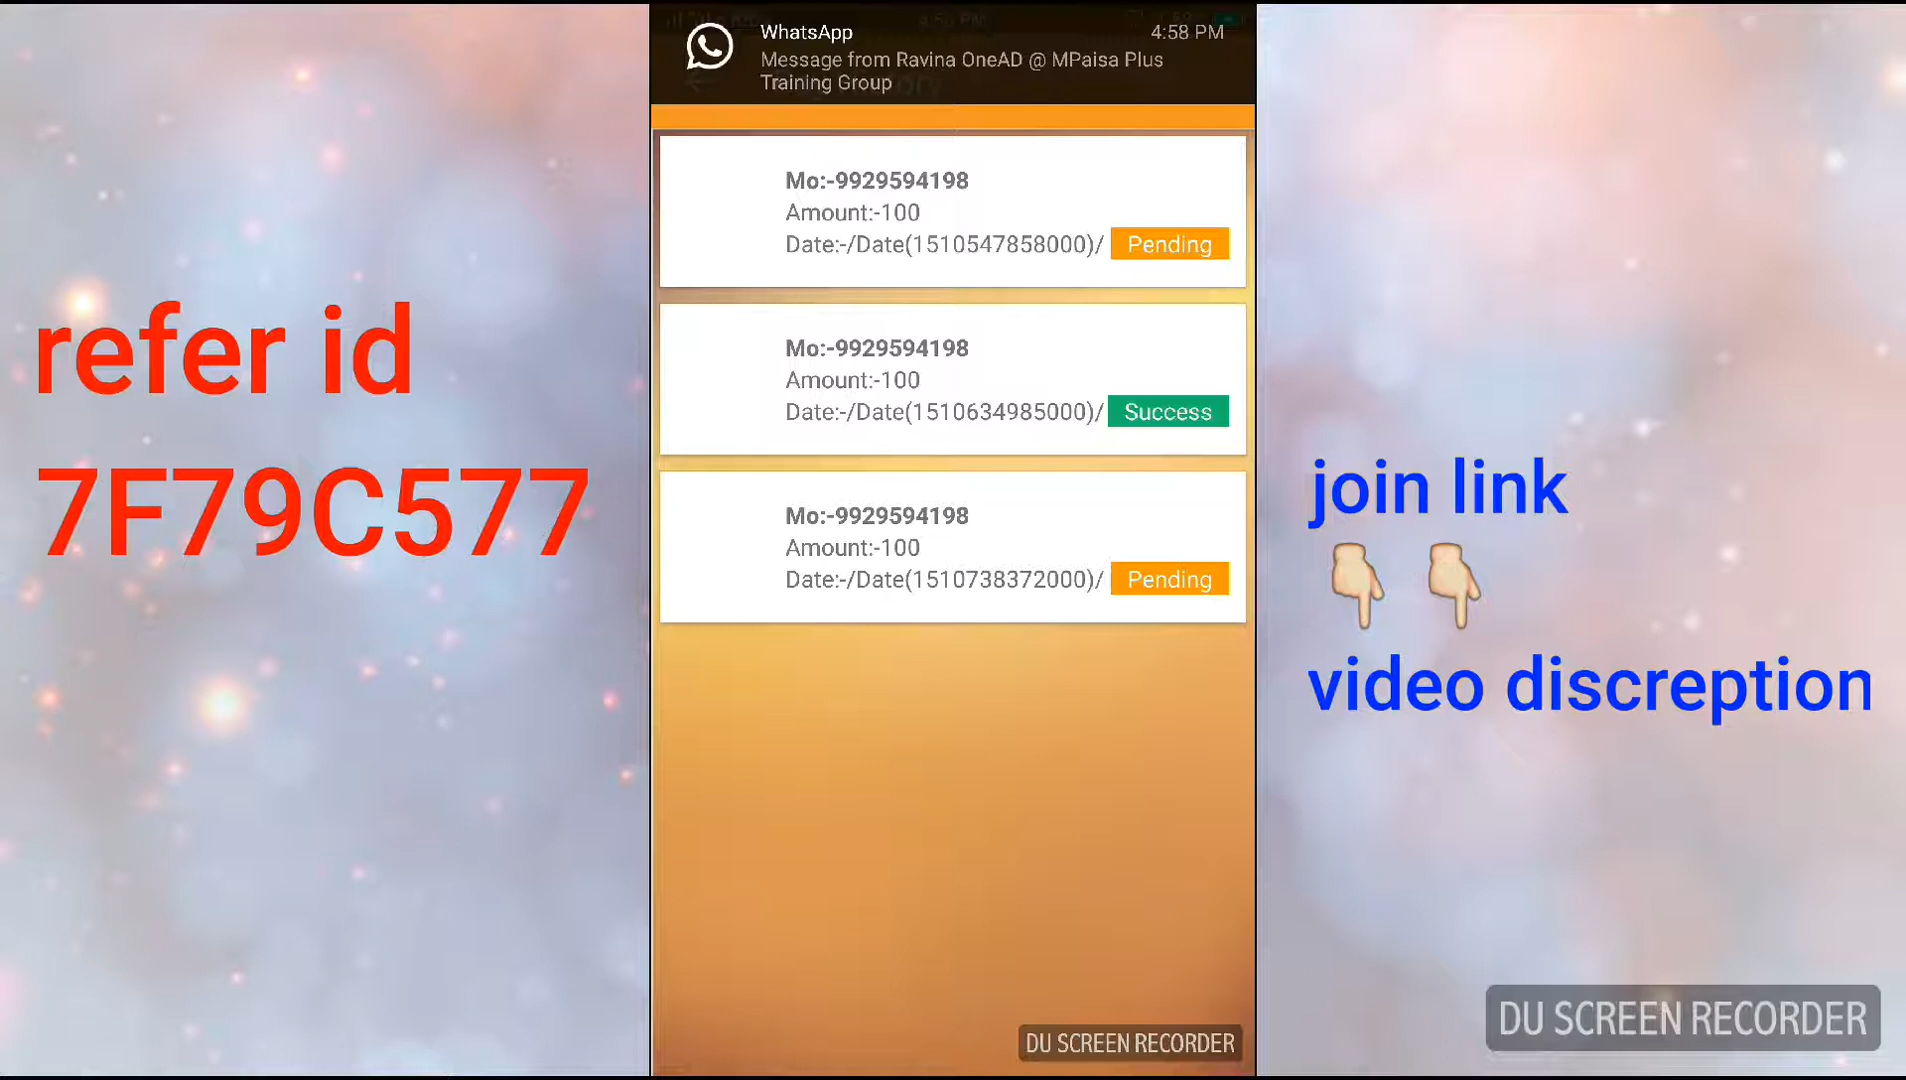 WhatsApp
4:58 PM
Message from Ravina OneAD @ MPaisa Plus
Training Group
Mo:-9929594198
Amount:-100
Date:-/Date(1510547858000)/ Pending
Mo:-9929594198
Amount:-100
Date:-/Date(1510634985000)/ Success
Mo:-9929594198
Amount:-100
Date:-/Date(1510738372000)/ Pending
refer id
7F79C577
join link
👇🏼 👇🏼
video discreption
DU SCREEN RECORDER
DU SCREEN RECORDER